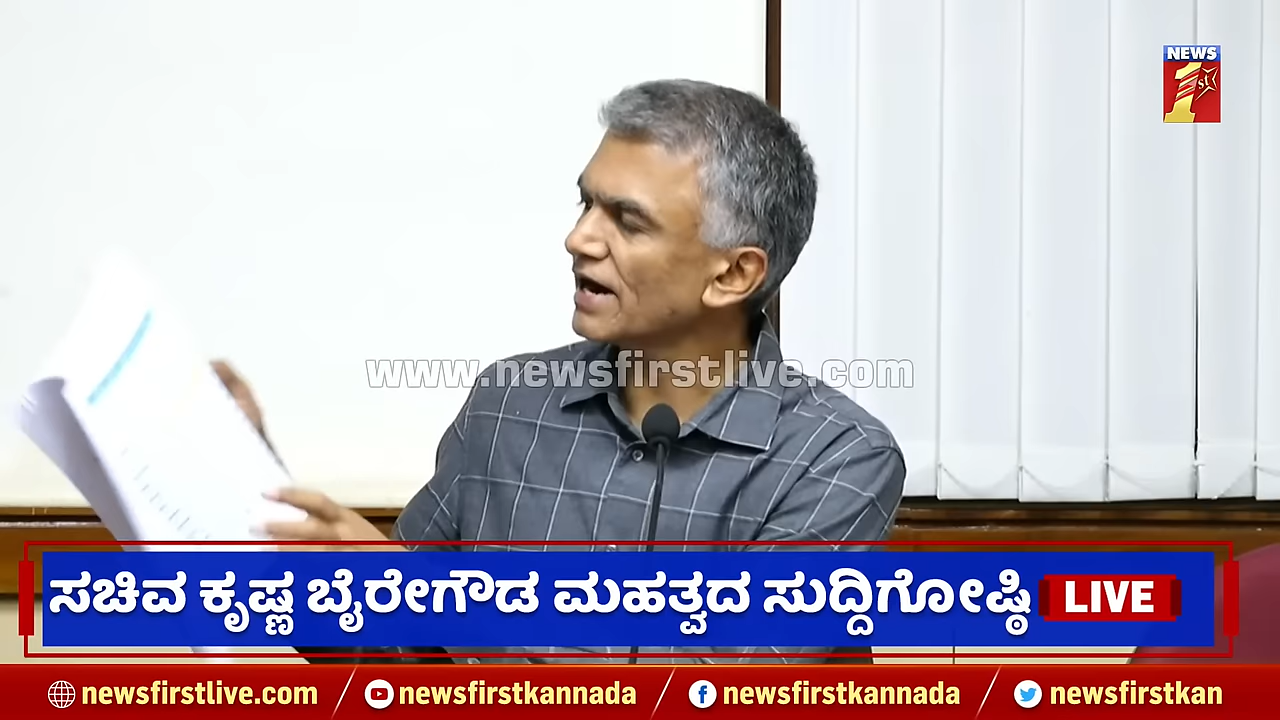 NEWS
1st
www.newsfirstlive.com
ಸಚಿವ ಕೃಷ್ಣ ಬೈರೇಗೌಡ ಮಹತ್ವದ ಸುದ್ದಿಗೋಷ್ಠಿ LIVE
newsfirstlive.com newsfirstkannada newsfirstkannada newsfirstkan